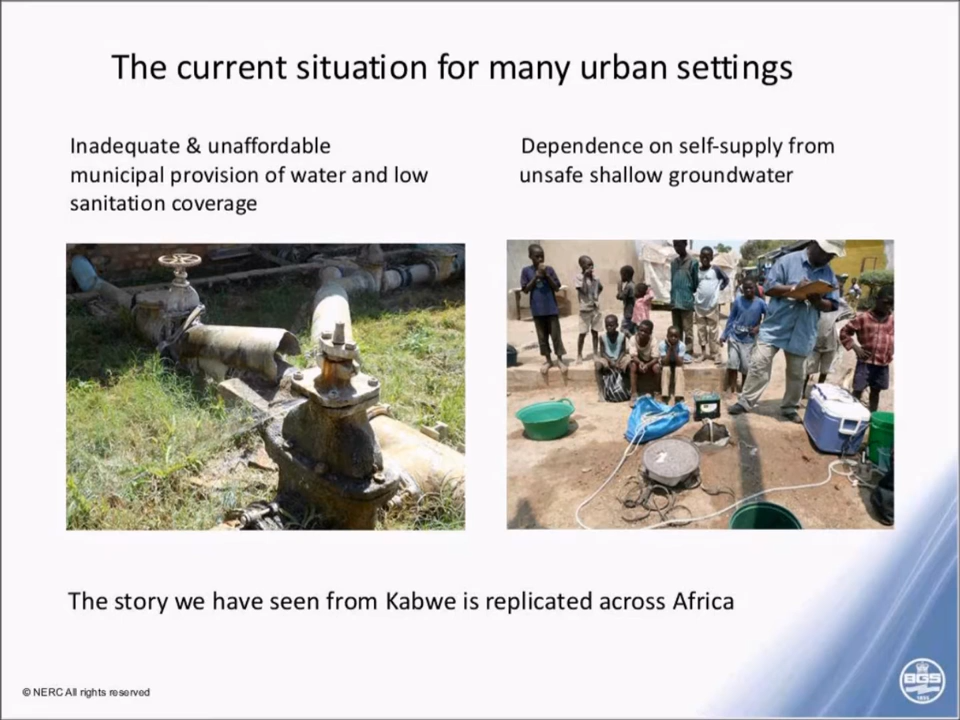 The current situation for many urban settings
Inadequate & unaffordable
municipal provision of water and low
sanitation coverage
Dependence on self-supply from
unsafe shallow groundwater
The story we have seen from Kabwe is replicated across Africa
© NERC All rights reserved
BGS
1835